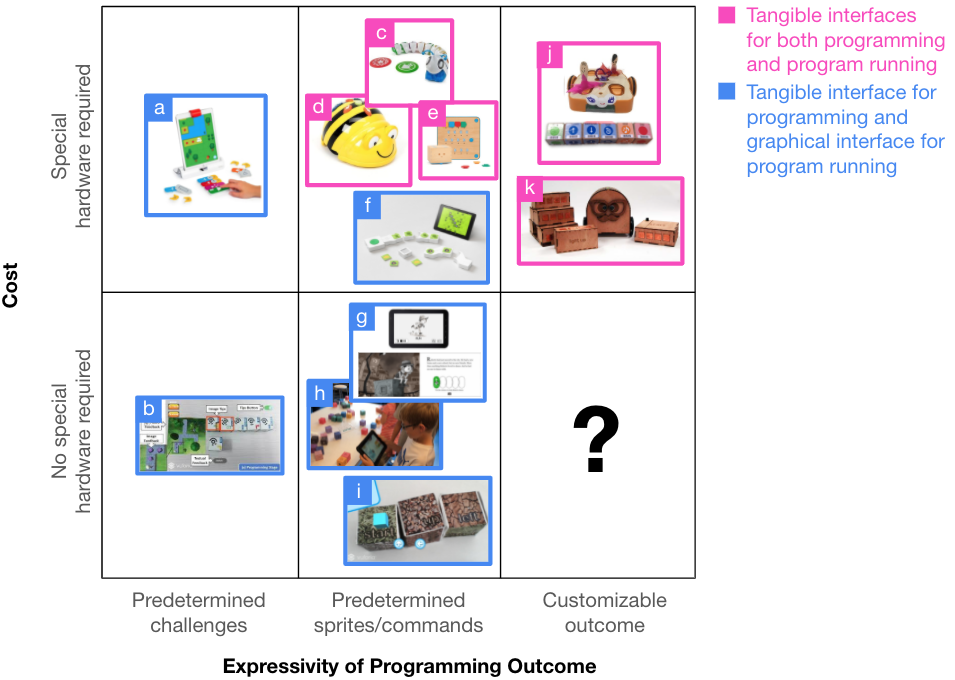 Tangible interfaces
for both programming
and program running
Tangible interface for
programming and
graphical interface for
program running
Cost
Special
hardware required
No special
hardware required
a
b
c
d
e
f
g
h
i
j
k
?
Predetermined
challenges
Predetermined
sprites/commands
Customizable
outcome
Expressivity of Programming Outcome